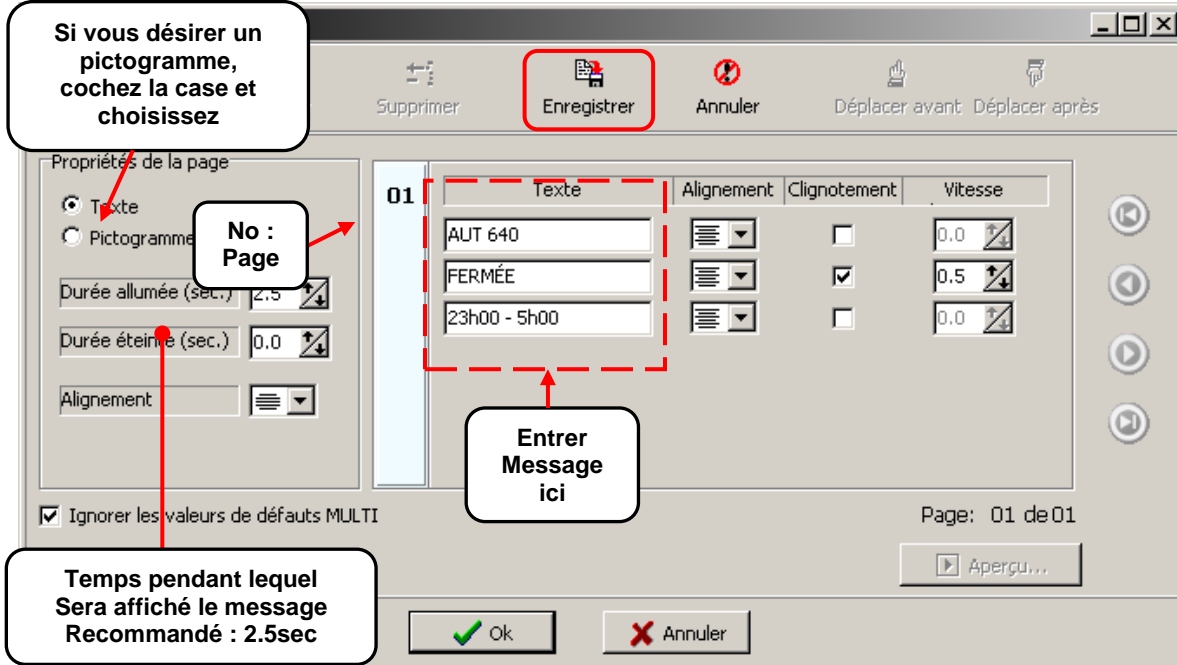 Si vous désirer un
pictogramme,
cochez la case et
choisissez
Supprimer
Enregistrer
Annuler
Déplacer avant
Déplacer après
Propriétés de la page
Texte
Pictogramme
No :
Page
Durée allumée (sec.) 2.5
Durée éteinte (sec.) 0.0
Alignement
01
Texte Alignement Clignotement Vitesse
AUT 640 0.0
FERMÉE 0.5
23h00 - 5h00 0.0
Entrer
Message
ici
Ignorer les valeurs de défauts MULTI
Page: 01 de 01
Aperçu...
Temps pendant lequel
Sera affiché le message
Recommandé : 2.5sec
Ok
Annuler